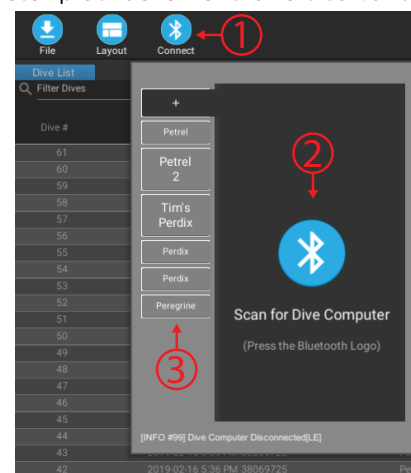 File
Layout
Connect
1
Dive List
Filter Dives
Dive #
61
60
59
58
57
56
55
54
53
52
51
50
49
48
47
46
45
44
43
42
+
Petrel
Petrel
2
Tim's
Perdix
Perdix
Perdix
Peregrine
3
2
Scan for Dive Computer
(Press the Bluetooth Logo)
[INFO #99] Dive Computer Disconnected[LE]
2019-02-16 5:36 PM 38069725